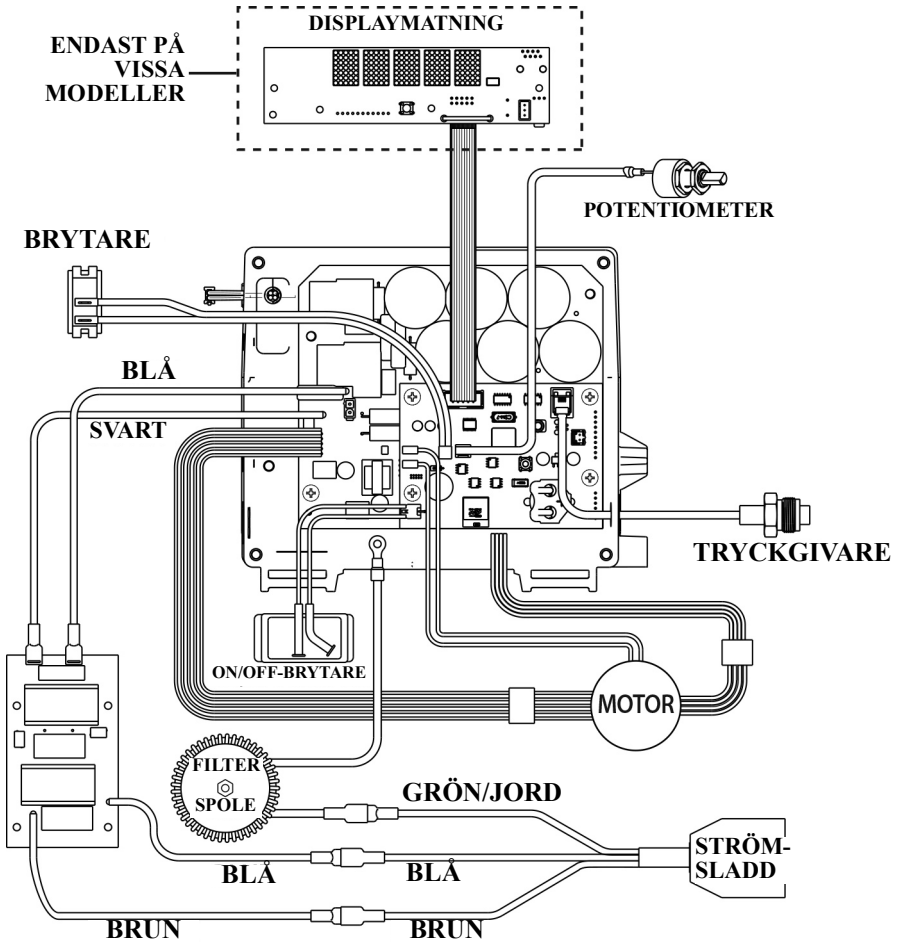 DISPLAYMATNING
ENDAST PÅ
VISSA
MODELLER
POTENTIOMETER
BRYTARE
BLÅ
SVART
TRYCKGIVARE
ON/OFF-BRYTARE
MOTOR
FILTER
SPOLE
GRÖN/JORD
STRÖM-
SLADD
BLÅ
BLÅ
BRUN
BRUN